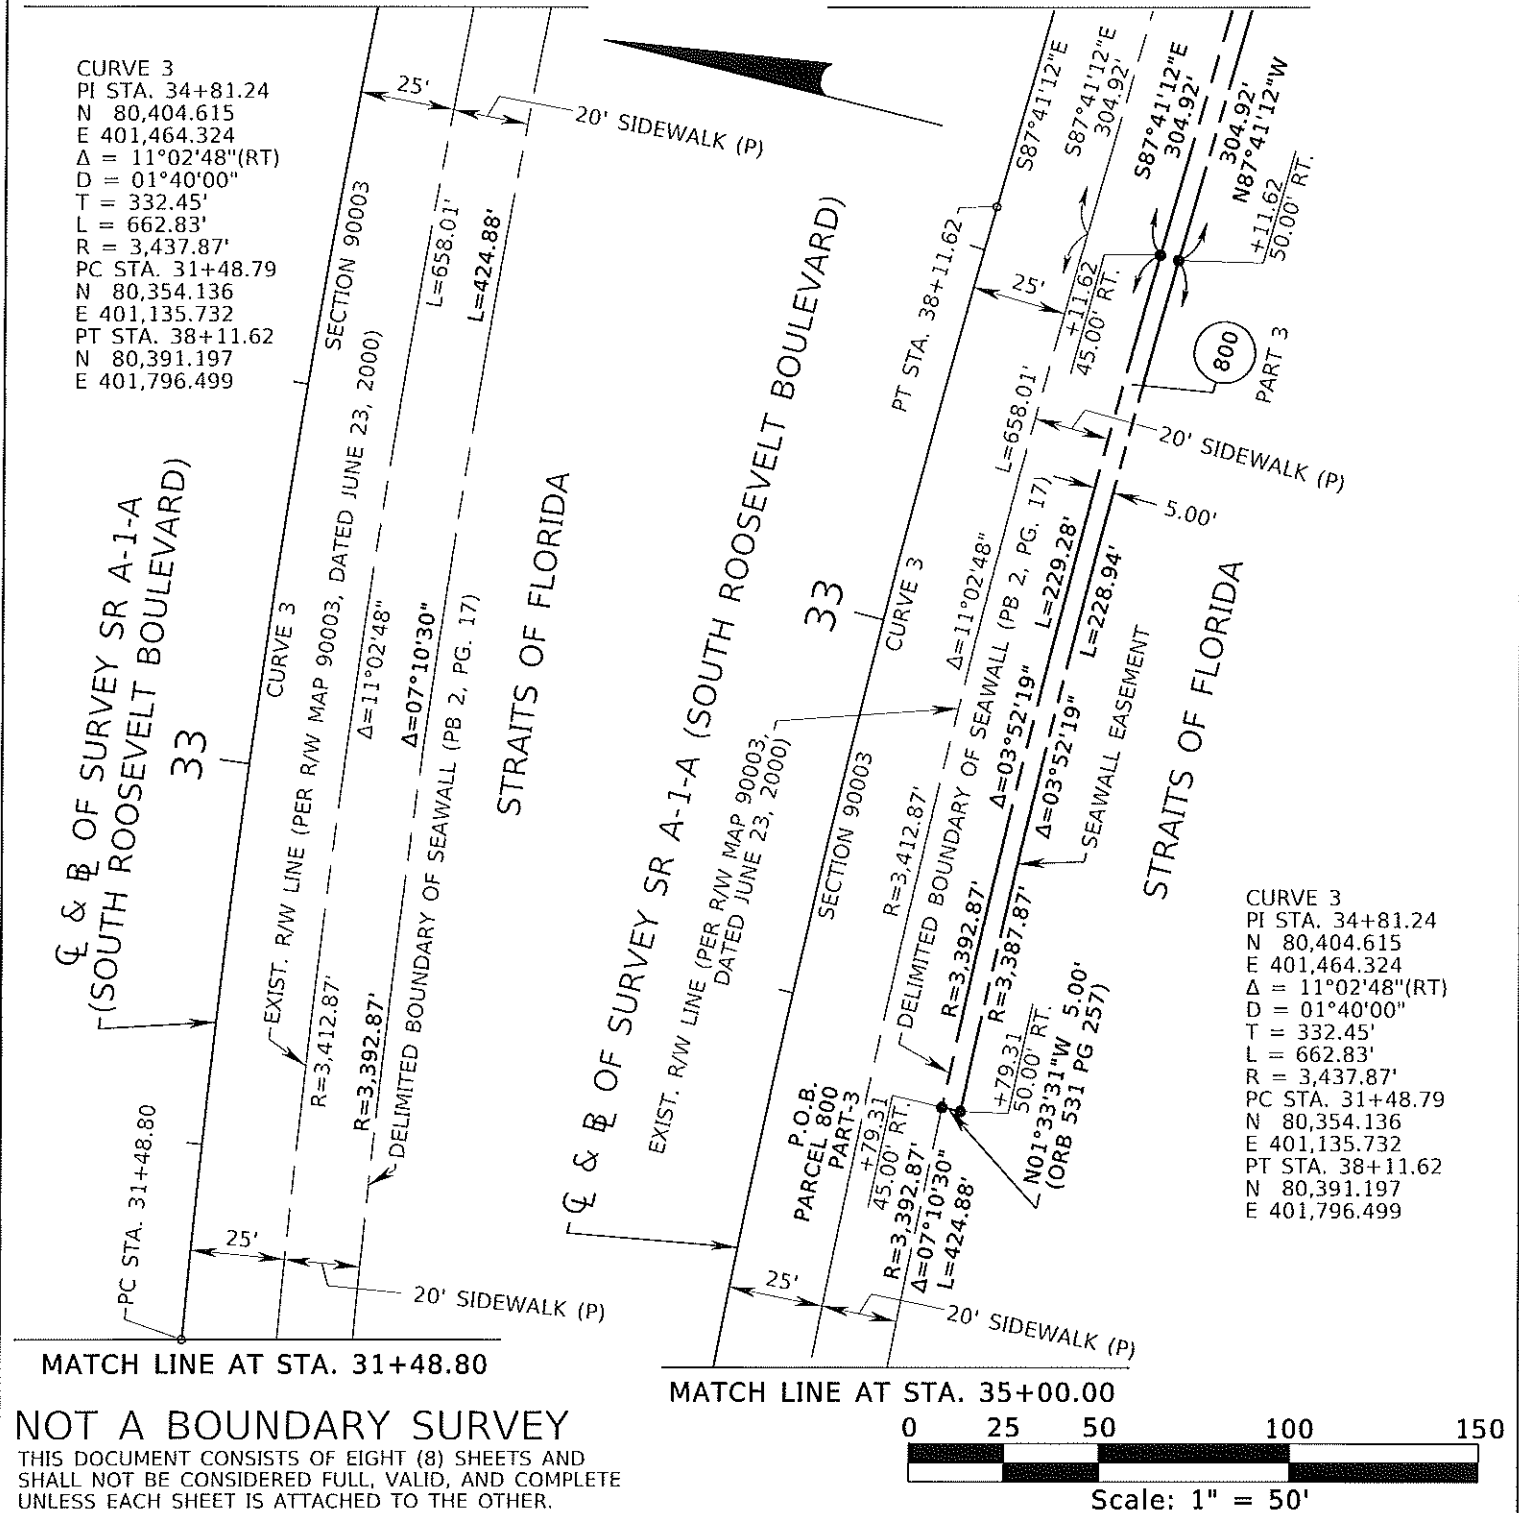 CURVE 3
PI STA. 34+81.24
N 80,404.615
E 401,464.324
Δ = 11°02'48"(RT)
D = 01°40'00"
T = 332.45'
L = 662.83'
R = 3,437.87'
PC STA. 31+48.79
N 80,354.136
E 401,135.732
PT STA. 38+11.62
N 80,391.197
E 401,796.499
25'
20' SIDEWALK (P)
SECTION 90003
L=658.01'
L=424.88'
℄ & B OF SURVEY SR A-1-A
(SOUTH ROOSEVELT BOULEVARD)
33
CURVE 3
EXIST. R/W LINE (PER R/W MAP 90003, DATED JUNE 23, 2000)
Δ=11°02'48"
Δ=07°10'30"
R=3,412.87'
R=3,392.87'
DELIMITED BOUNDARY OF SEAWALL (PB 2, PG. 17)
STRAITS OF FLORIDA
PC STA. 31+48.80
25'
20' SIDEWALK (P)
MATCH LINE AT STA. 31+48.80
S87°41'12"E
S87°41'12"E
304.92'
S87°41'12"E
304.92'
304.92'
N87°41'12"W
+11.62
50.00' RT.
PT STA. 38+11.62
25'
+11.62
45.00' RT.
800
PART 3
L=658.01'
20' SIDEWALK (P)
5.00'
℄ & B OF SURVEY SR A-1-A (SOUTH ROOSEVELT BOULEVARD)
33
CURVE 3
SECTION 90003
EXIST. R/W LINE (PER R/W MAP 90003,
DATED JUNE 23, 2000)
Δ=11°02'48"
R=3,412.87'
DELIMITED BOUNDARY OF SEAWALL (PB 2, PG. 17)
L=229.28'
Δ=03°52'19"
R=3,392.87'
L=228.94'
Δ=03°52'19"
R=3,387.87'
SEAWALL EASEMENT
STRAITS OF FLORIDA
P.O.B.
PARCEL 800
PART-3
+79.31
45.00' RT.
+79.31
50.00' RT.
N01°33'31"W 5.00'
(ORB 531 PG 257)
R=3,392.87'
Δ=07°10'30"
L=424.88'
25'
20' SIDEWALK (P)
CURVE 3
PI STA. 34+81.24
N 80,404.615
E 401,464.324
Δ = 11°02'48"(RT)
D = 01°40'00"
T = 332.45'
L = 662.83'
R = 3,437.87'
PC STA. 31+48.79
N 80,354.136
E 401,135.732
PT STA. 38+11.62
N 80,391.197
E 401,796.499
MATCH LINE AT STA. 35+00.00
NOT A BOUNDARY SURVEY
THIS DOCUMENT CONSISTS OF EIGHT (8) SHEETS AND
SHALL NOT BE CONSIDERED FULL, VALID, AND COMPLETE
UNLESS EACH SHEET IS ATTACHED TO THE OTHER.
0 25 50 100 150
Scale: 1" = 50'